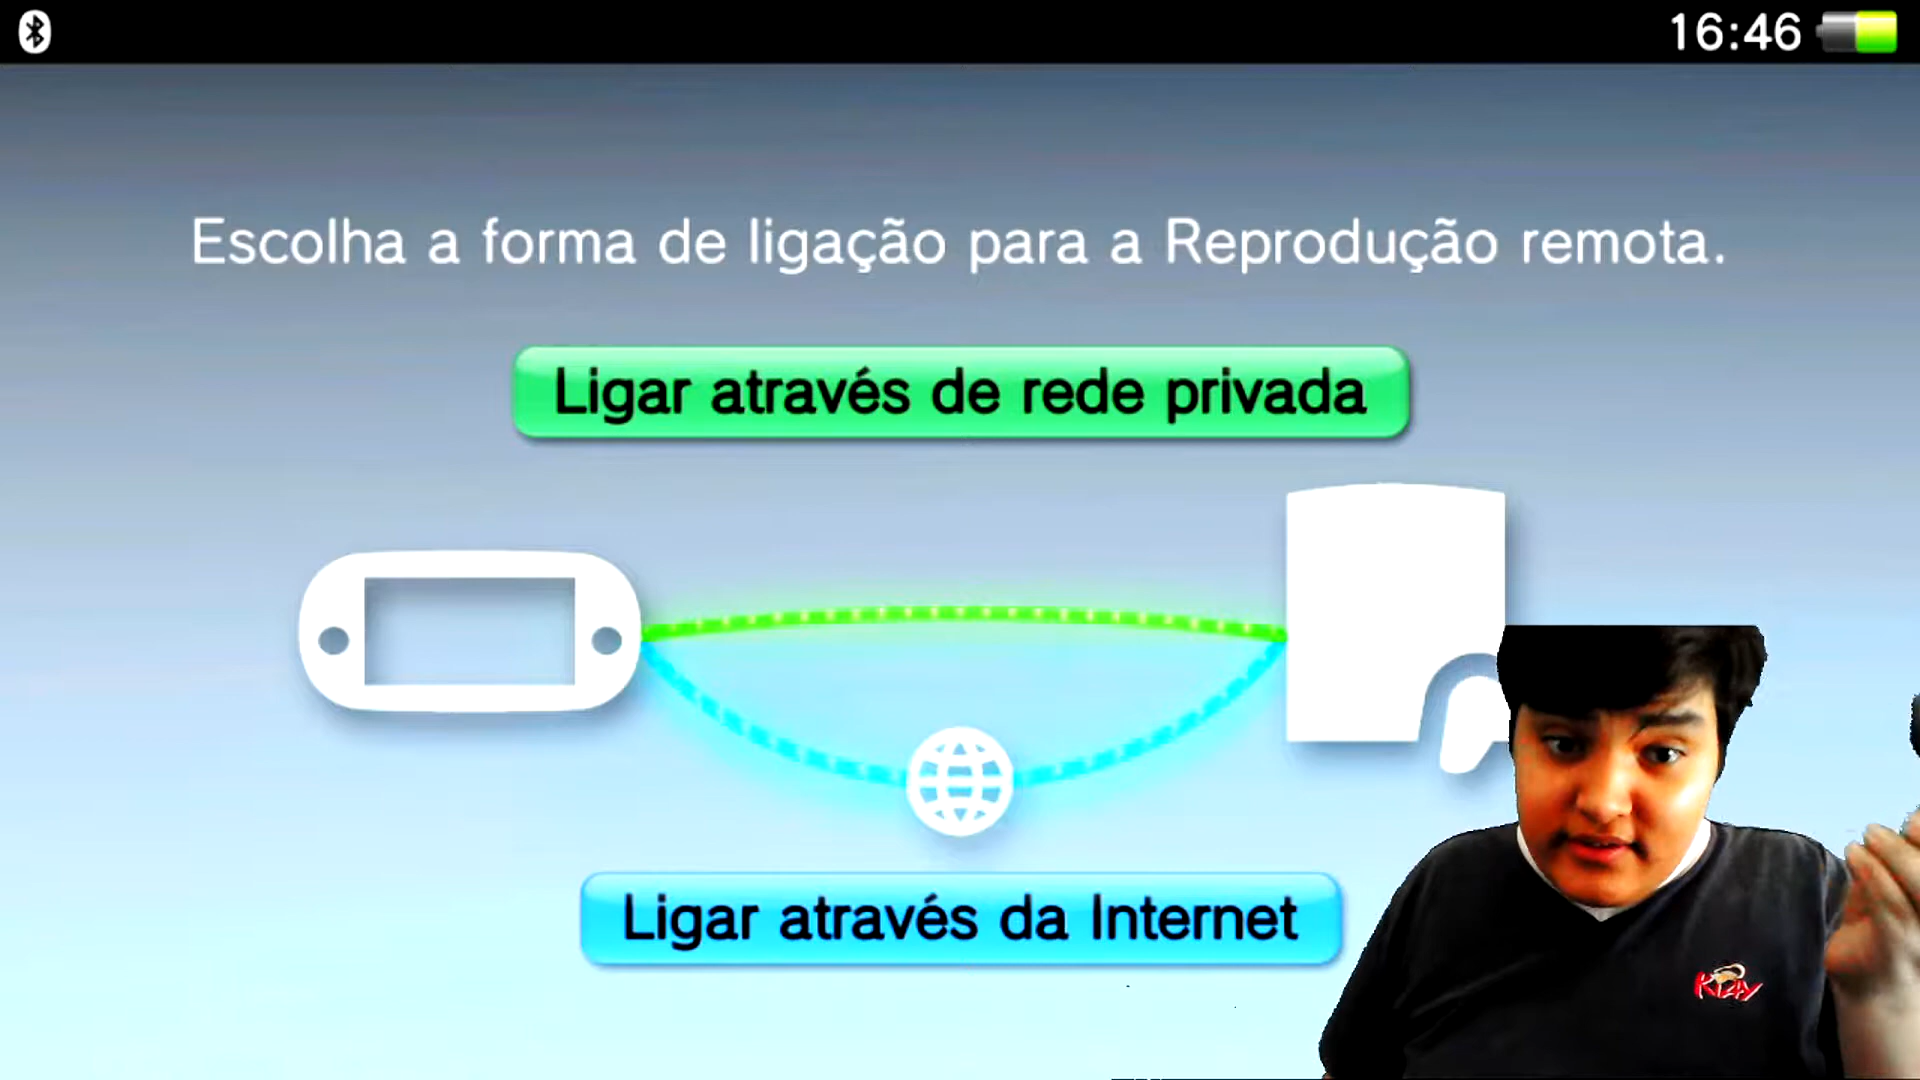 16:46
Escolha a forma de ligação para a Reprodução remota.
Ligar através de rede privada
Ligar através da Internet